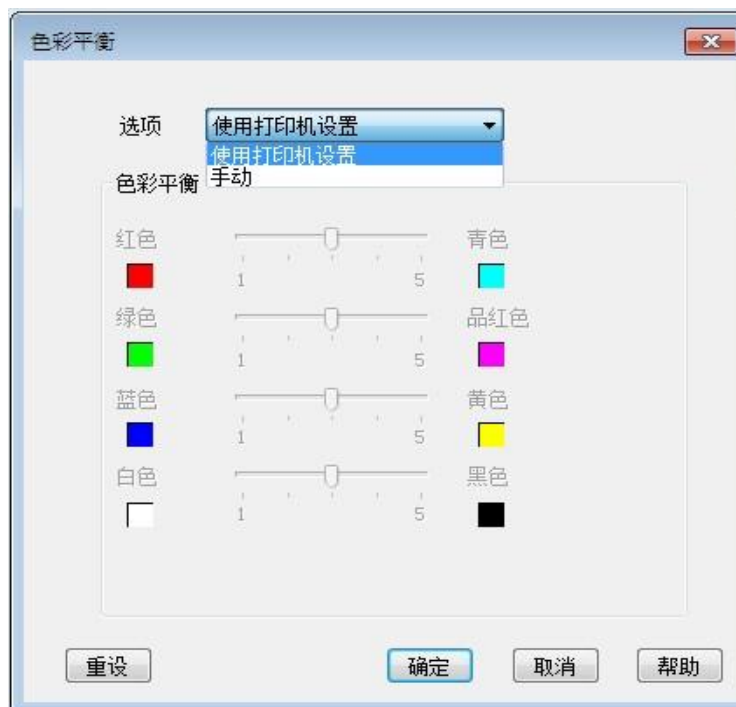 色彩平衡
选项
使用打印机设置
使用打印机设置
手动
色彩平衡
红色 青色
1 5
绿色 品红色
1 5
蓝色 黄色
1 5
白色 黑色
1 5
重设 确定 取消 帮助